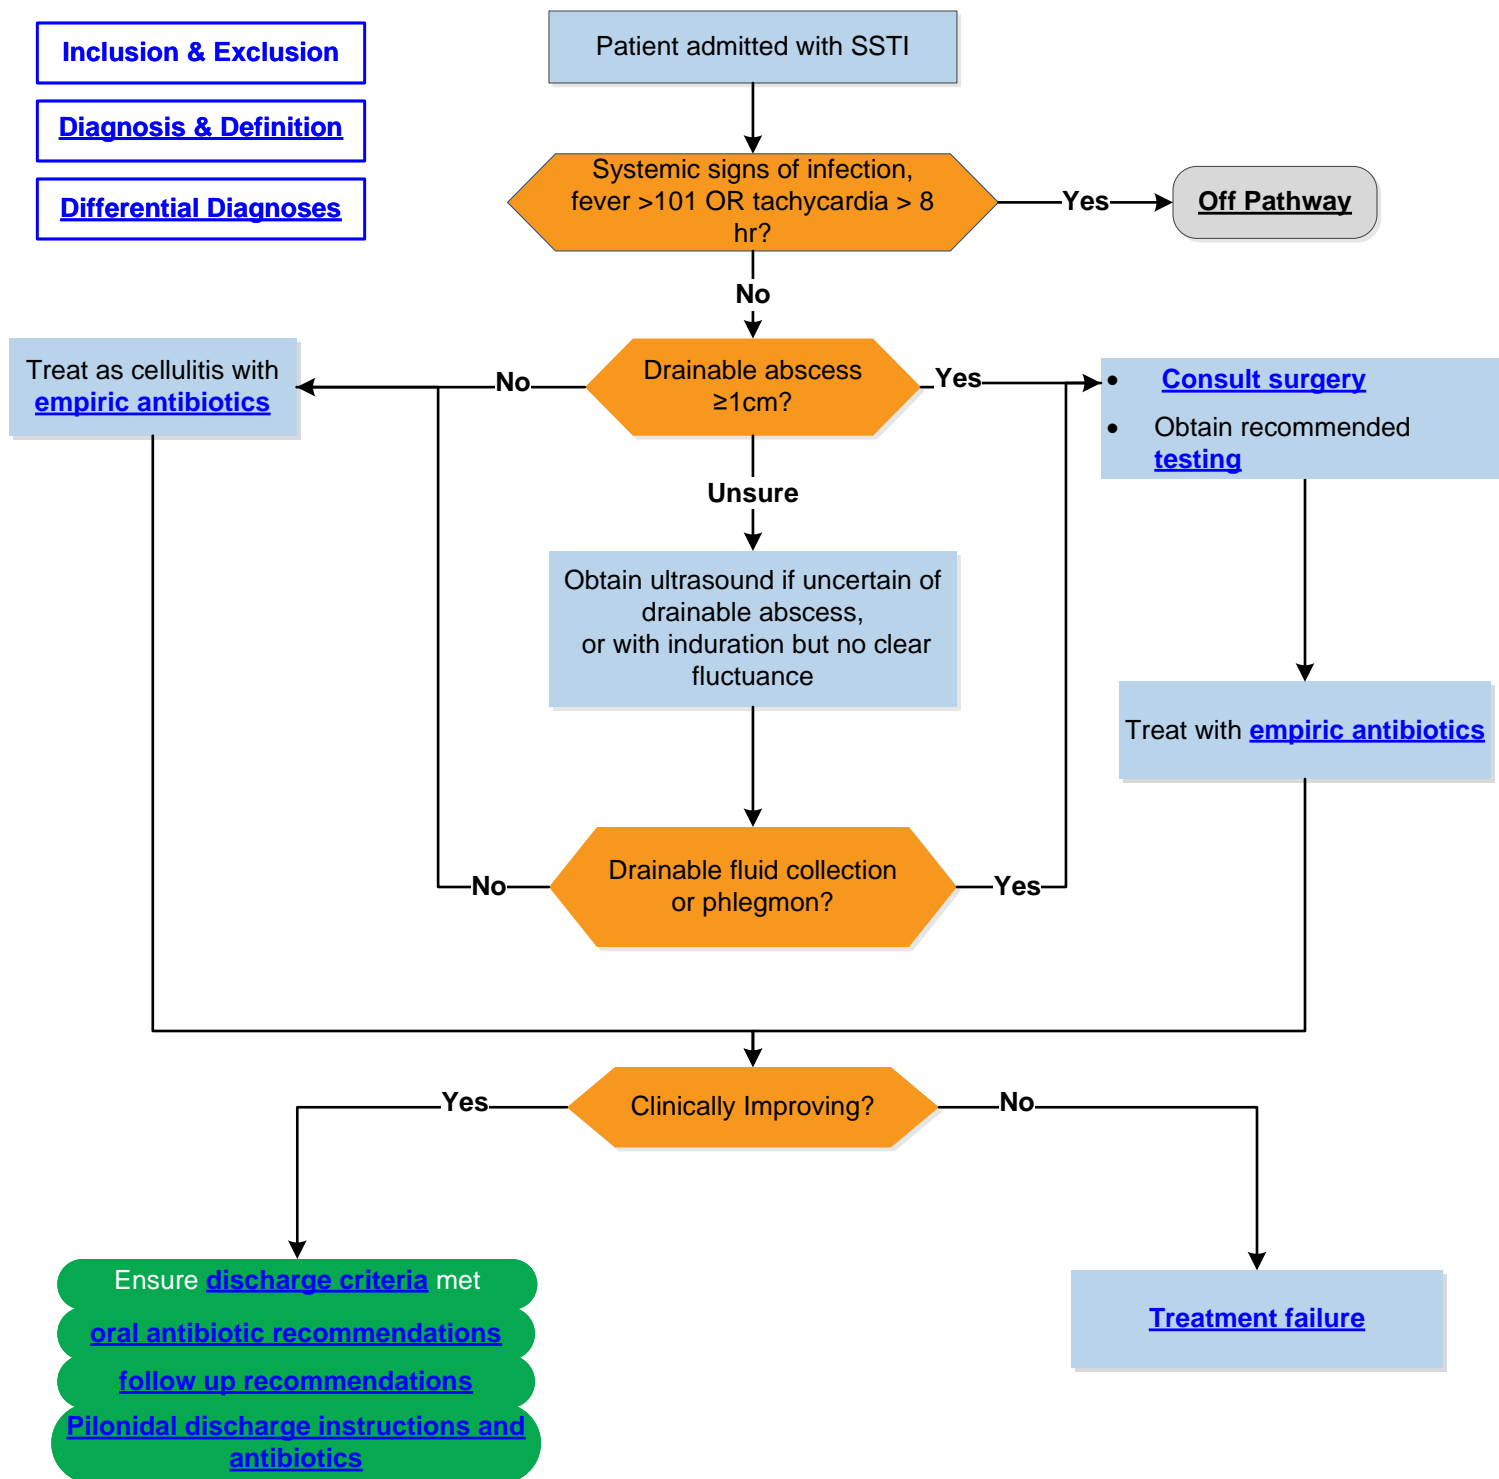 Inclusion & Exclusion
Diagnosis & Definition
Differential Diagnoses
Patient admitted with SSTI
Systemic signs of infection,
fever >101 OR tachycardia > 8
hr?
Yes
Off Pathway
No
Treat as cellulitis with
empiric antibiotics
No
Drainable abscess
≥1cm?
Yes
• Consult surgery
• Obtain recommended
testing
Unsure
Obtain ultrasound if uncertain of
drainable abscess,
or with induration but no clear
fluctuance
Treat with empiric antibiotics
No
Drainable fluid collection
or phlegmon?
Yes
Yes
Clinically Improving?
No
Ensure discharge criteria met
oral antibiotic recommendations
follow up recommendations
Pilonidal discharge instructions and
antibiotics
Treatment failure